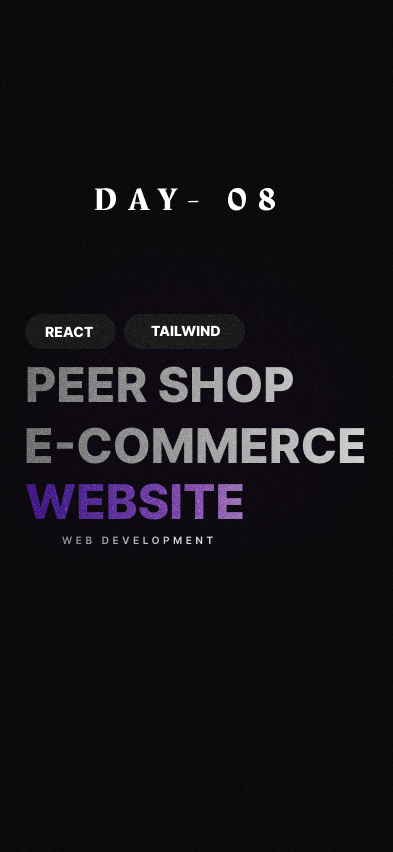 DAY- 08
REACT TAILWIND
PEER SHOP
E-COMMERCE
WEBSITE
WEB DEVELOPMENT